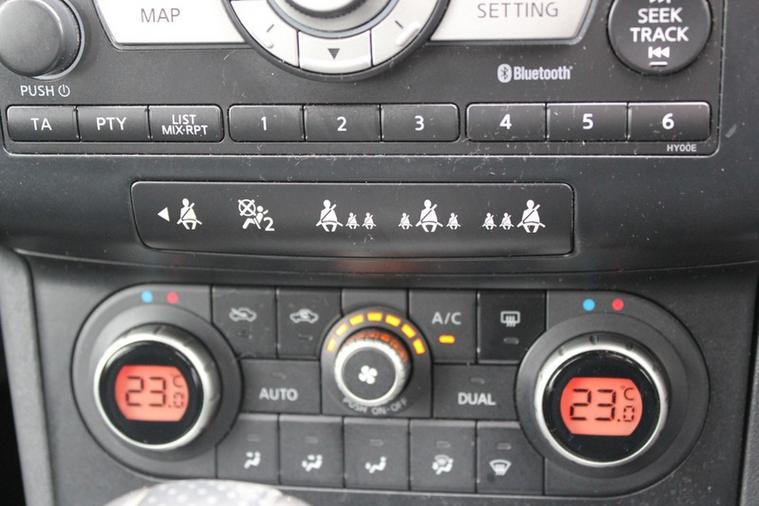 MAP
SETTING
SEEK
TRACK
PUSH
Bluetooth
TA
PTY
LIST
MIX·RPT
1
2
3
4
5
6
HY00E
2
A/C
23.0°C
AUTO
PUSH ON·OFF
DUAL
23.0°C